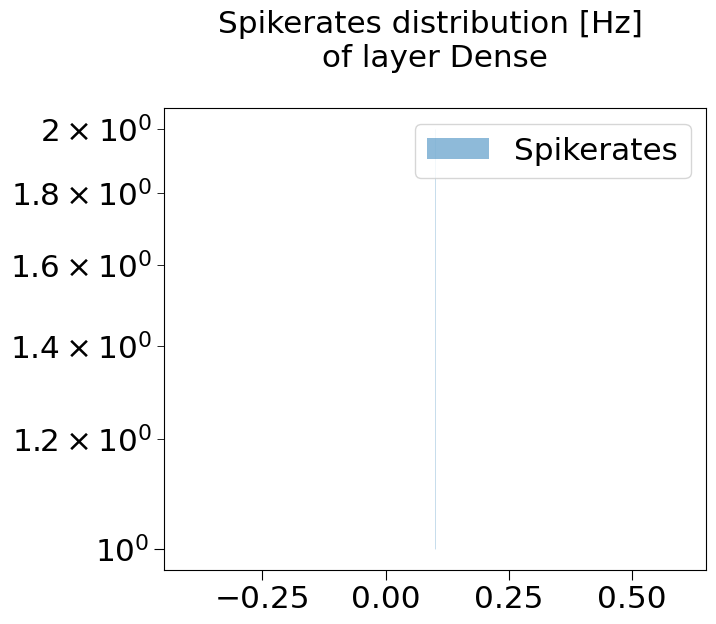 Spikerates distribution [Hz]
of layer Dense
2 × 10⁰
Spikerates
1.8 × 10⁰
1.6 × 10⁰
1.4 × 10⁰
1.2 × 10⁰
10⁰
−0.25 0.00 0.25 0.50